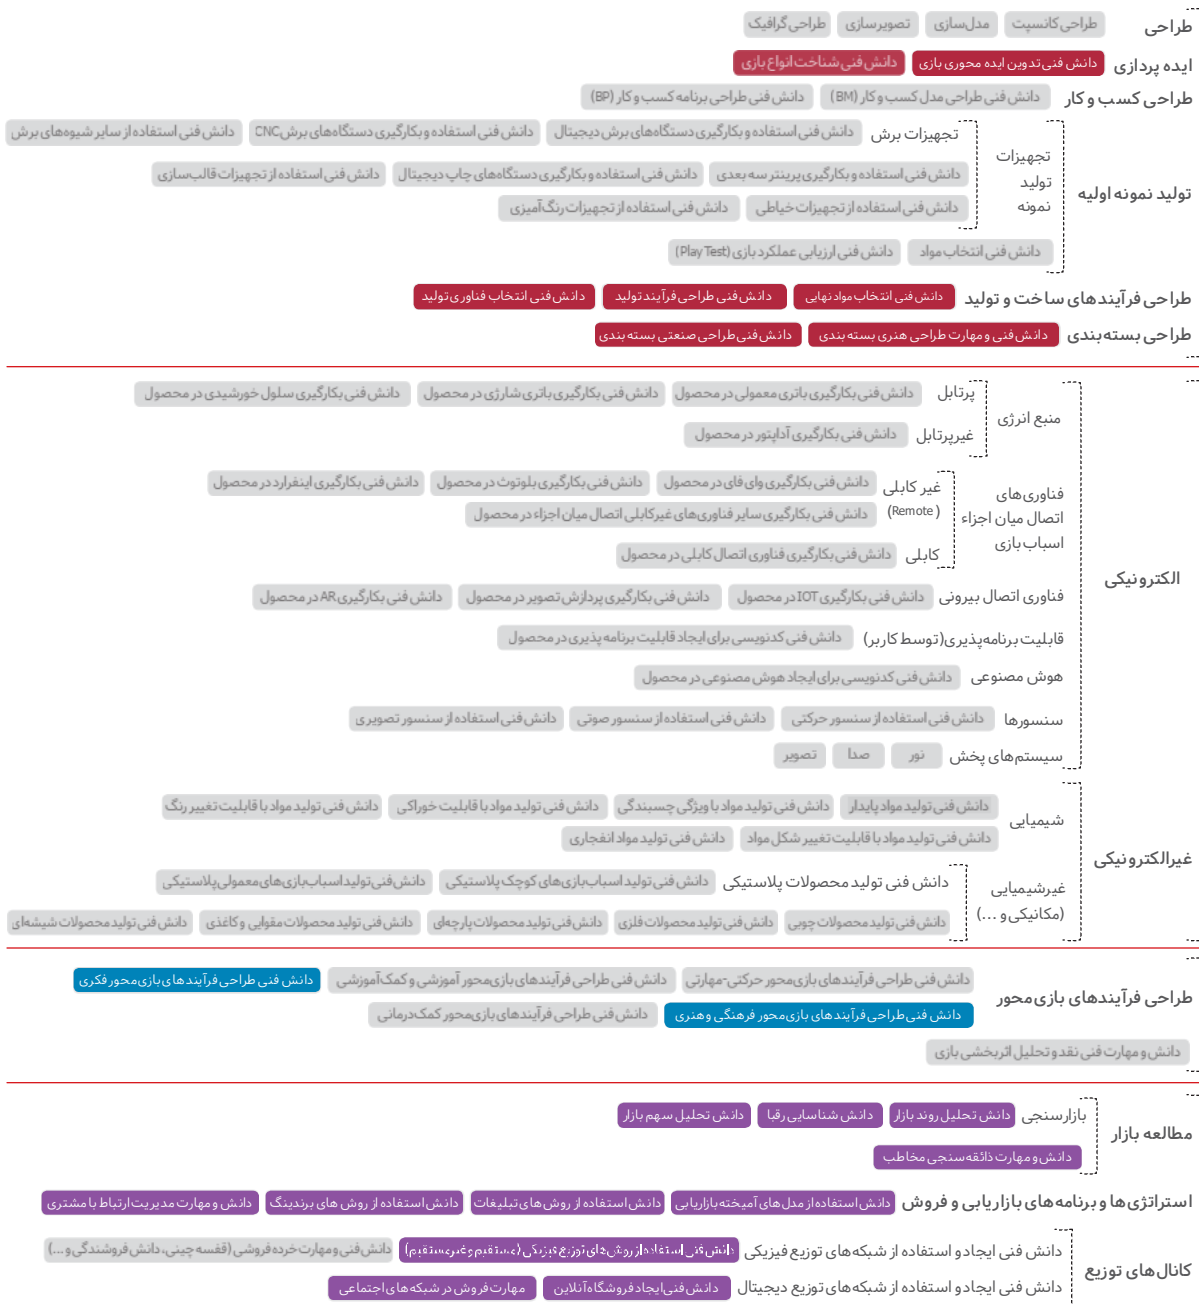 طراحی طراحی کانسپت مدل‌سازی تصویرسازی طراحی گرافیک
ایده پردازی دانش فنی تدوین ایده محوری بازی دانش فنی شناخت انواع بازی
طراحی کسب و کار دانش فنی طراحی مدل کسب و کار (BM) دانش فنی طراحی برنامه کسب و کار (BP)
تولید نمونه اولیه
تجهیزات تولید نمونه
تجهیزات برش دانش فنی استفاده و بکارگیری دستگاه‌های برش دیجیتال دانش فنی استفاده و بکارگیری دستگاه‌های برش CNC دانش فنی استفاده از سایر شیوه‌های برش
دانش فنی استفاده و بکارگیری پرینتر سه بعدی دانش فنی استفاده و بکارگیری دستگاه‌های چاپ دیجیتال دانش فنی استفاده از تجهیزات قالب‌سازی
دانش فنی استفاده از تجهیزات خیاطی دانش فنی استفاده از تجهیزات رنگ‌آمیزی
دانش فنی انتخاب مواد دانش فنی ارزیابی عملکرد بازی (Play Test)
طراحی فرآیندهای ساخت و تولید دانش فنی انتخاب مواد نهایی دانش فنی طراحی فرآیند تولید دانش فنی انتخاب فناوری تولید
طراحی بسته‌بندی دانش فنی و مهارت طراحی هنری بسته بندی دانش فنی طراحی صنعتی بسته بندی
الکترونیکی
منبع انرژی
پرتابل دانش فنی بکارگیری باتری معمولی در محصول دانش فنی بکارگیری باتری شارژی در محصول دانش فنی بکارگیری سلول خورشیدی در محصول
غیرپرتابل دانش فنی بکارگیری آداپتور در محصول
فناوری‌های
اتصال میان اجزاء
اسباب بازی
غیر کابلی دانش فنی بکارگیری وای فای در محصول دانش فنی بکارگیری بلوتوث در محصول دانش فنی بکارگیری اینفرارد در محصول
(Remote) دانش فنی بکارگیری سایر فناوری‌های غیرکابلی اتصال میان اجزاء در محصول
کابلی دانش فنی بکارگیری فناوری اتصال کابلی در محصول
فناوری اتصال بیرونی دانش فنی بکارگیری IOT در محصول دانش فنی بکارگیری پردازش تصویر در محصول دانش فنی بکارگیری AR در محصول
قابلیت برنامه‌پذیری (توسط کاربر) دانش فنی کدنویسی برای ایجاد قابلیت برنامه پذیری در محصول
هوش مصنوعی دانش فنی کدنویسی برای ایجاد هوش مصنوعی در محصول
سنسورها دانش فنی استفاده از سنسور حرکتی دانش فنی استفاده از سنسور صوتی دانش فنی استفاده از سنسور تصویری
سیستم‌های پخش نور صدا تصویر
غیرالکترونیکی
شیمیایی
دانش فنی تولید مواد پایدار دانش فنی تولید مواد با ویژگی چسبندگی دانش فنی تولید مواد با قابلیت خوراکی دانش فنی تولید مواد با قابلیت تغییر رنگ
دانش فنی تولید مواد با قابلیت تغییر شکل مواد دانش فنی تولید مواد انفجاری
غیرشیمیایی
(مکانیکی و ...)
دانش فنی تولید محصولات پلاستیکی دانش فنی تولید اسباب‌بازی‌های کوچک پلاستیکی دانش فنی تولید اسباب‌بازی‌های معمولی پلاستیکی
دانش فنی تولید محصولات چوبی دانش فنی تولید محصولات فلزی دانش فنی تولید محصولات پارچه‌ای دانش فنی تولید محصولات مقوایی و کاغذی دانش فنی تولید محصولات شیشه‌ای
طراحی فرآیندهای بازی‌محور
دانش فنی طراحی فرآیندهای بازی‌محور حرکتی-مهارتی دانش فنی طراحی فرآیندهای بازی‌محور آموزشی و کمک‌آموزشی دانش فنی طراحی فرآیندهای بازی‌محور فکری
دانش فنی طراحی فرآیندهای بازی‌محور فرهنگی و هنری دانش فنی طراحی فرآیندهای بازی‌محور کمک‌درمانی
دانش و مهارت فنی نقد و تحلیل اثربخشی بازی
مطالعه بازار
بازارسنجی دانش تحلیل روند بازار دانش شناسایی رقبا دانش تحلیل سهم بازار
دانش و مهارت ذائقه‌سنجی مخاطب
استراتژی‌ها و برنامه‌های بازاریابی و فروش دانش استفاده از مدل‌های آمیخته بازاریابی دانش استفاده از روش‌های تبلیغات دانش استفاده از روش های برندینگ دانش و مهارت مدیریت ارتباط با مشتری
کانال‌های توزیع
دانش فنی ایجاد و استفاده از شبکه‌های توزیع فیزیکی دانش فنی استفاده از روش‌های توزیع فیزیکی (مستقیم و غیرمستقیم) دانش فنی و مهارت خرده فروشی (قفسه چینی، دانش فروشندگی و ...)
دانش فنی ایجاد و استفاده از شبکه‌های توزیع دیجیتال دانش فنی ایجاد فروشگاه آنلاین مهارت فروش در شبکه‌های اجتماعی